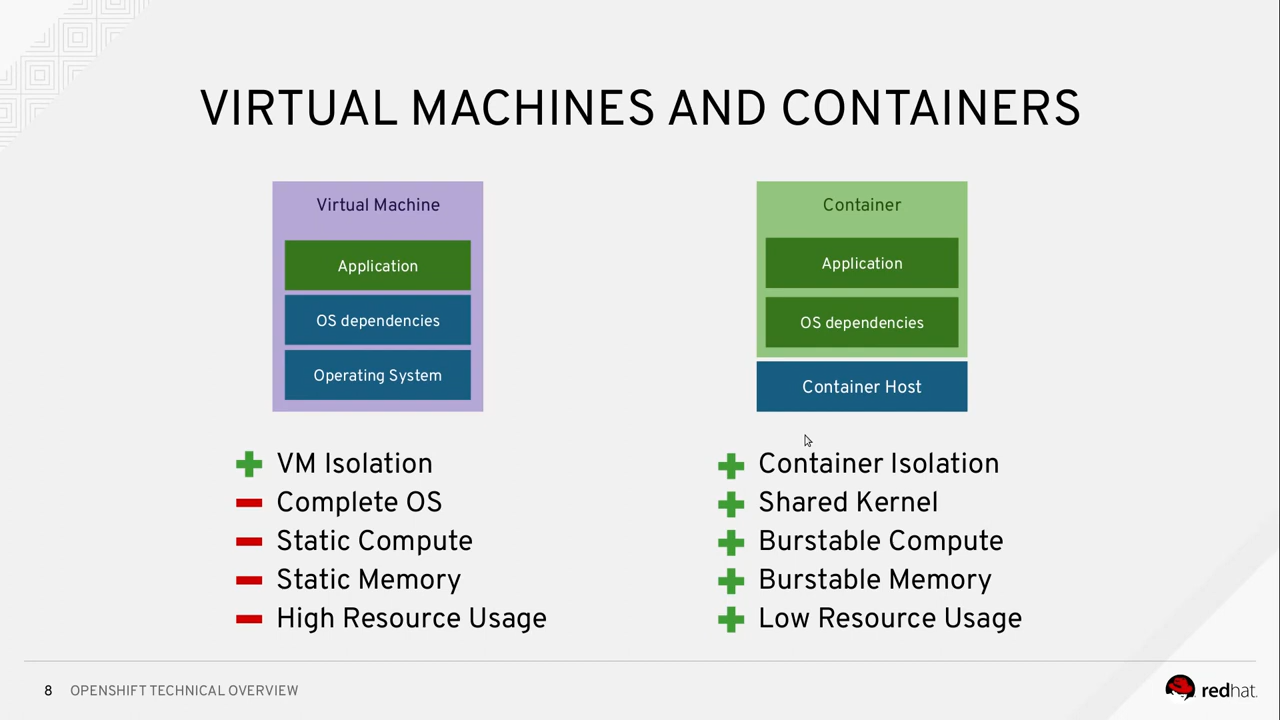 VIRTUAL MACHINES AND CONTAINERS
Virtual Machine
Application
OS dependencies
Operating System
Container
Application
OS dependencies
Container Host
VM Isolation
Complete OS
Static Compute
Static Memory
High Resource Usage
Container Isolation
Shared Kernel
Burstable Compute
Burstable Memory
Low Resource Usage
8 OPENSHIFT TECHNICAL OVERVIEW
redhat.